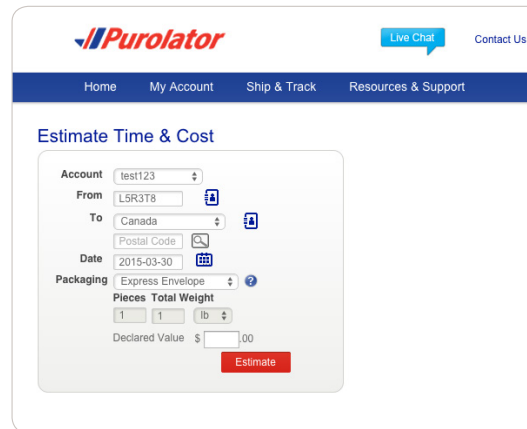 Purolator
Live Chat
Contact Us
Home My Account Ship & Track Resources & Support
Estimate Time & Cost
Account test123
From L5R3T8
To Canada
Postal Code
Date 2015-03-30
Packaging Express Envelope ?
Pieces Total Weight
1 1 lb
Declared Value $ .00
Estimate